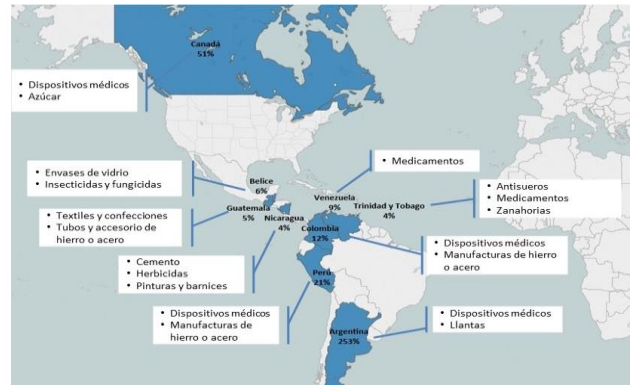 Canadá
51%
• Dispositivos médicos
• Azúcar
• Envases de vidrio
• Insecticidas y fungicidas
Belice
6%
• Medicamentos
Venezuela
9%
Trinidad y Tobago
4%
• Antisueros
• Medicamentos
• Zanahorias
• Textiles y confecciones
• Tubos y accesorio de
hierro o acero
Guatemala
5%
Nicaragua
4%
Colombia
12%
• Dispositivos médicos
• Manufacturas de hierro
o acero
• Cemento
• Herbicidas
• Pinturas y barnices
Perú
21%
• Dispositivos médicos
• Manufacturas de
hierro o acero
Argentina
253%
• Dispositivos médicos
• Llantas